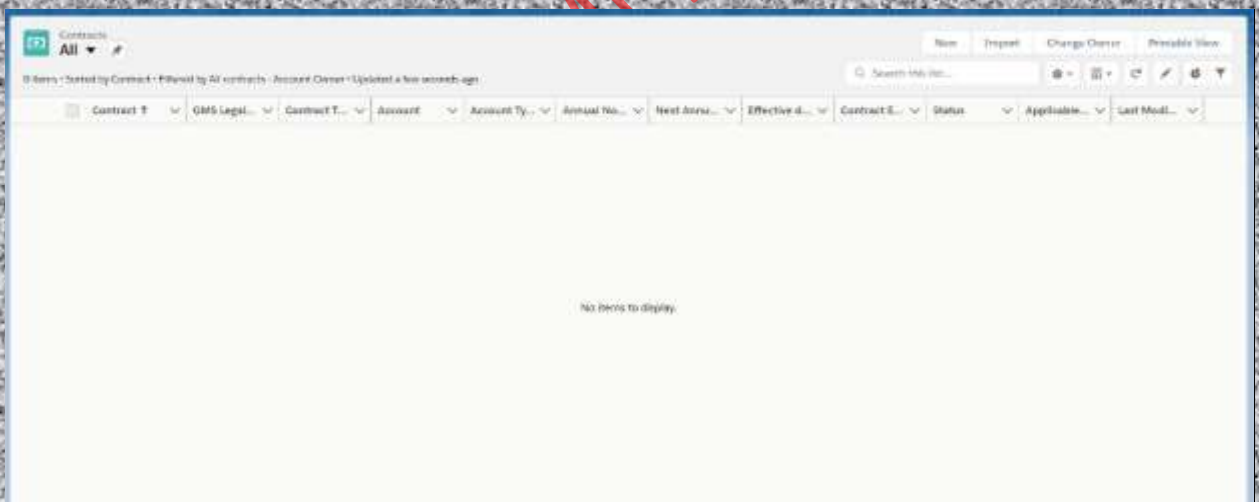 Contracts
All
New Import Change Owner Printable View
0 items • Sorted by Contract • Filtered by All contracts - Account Owner • Updated a few seconds ago
Search this list...
Contract ↑ GMS Legal... Contract T... Account Account Ty... Annual No... Next Annu... Effective d... Contract E... Status Applicable... Last Modi...
No items to display.